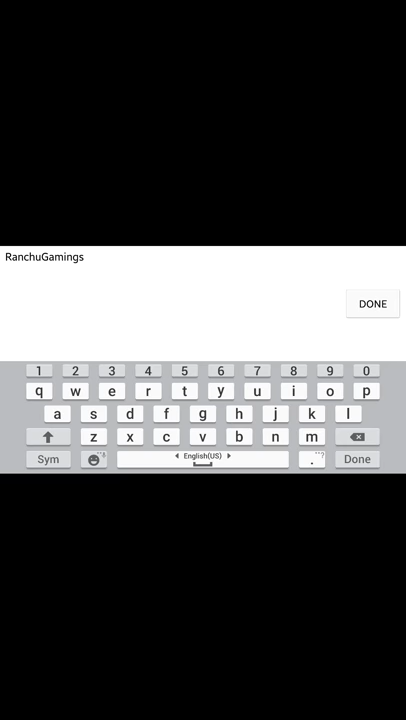 RanchuGamings
DONE
1 2 3 4 5 6 7 8 9 0
q w e r t y u i o p
a s d f g h j k l
z x c v b n m
Sym English(US) . Done